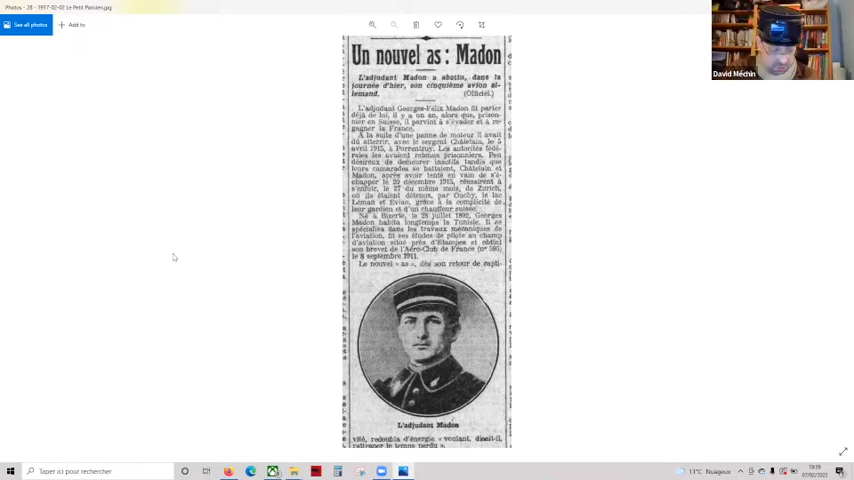 Photos - 28 - 1917-02-02 Le Petit Parisien.jpg
See all photos
Add to
David Méchin
Un nouvel as : Madon
L'adjudant Madon a abattu, dans la
journée d'hier, son cinquième avion al-
lemand. (Officiel.)
L'adjudant Georges-Félix Madon fit parler
déjà de lui, il y a un an, alors que, prison-
nier en Suisse, il parvint à s'évader et à re-
gagner la France.
A la suite d'une panne de moteur il avait
dû atterrir, avec le sergent Châtelain, le 5
avril 1915, à Porrentruy. Les autorités fédé-
rales les avaient retenus prisonniers. Peu
désireux de demeurer inactifs tandis que
leurs camarades se battaient, Châtelain et
Madon, après avoir tenté en vain de s'é-
chapper le 20 décembre 1915, réussirent à
s'enfuir, le 27 du même mois, de Zurich,
où ils étaient détenus, par Ouchy, le lac
Léman et Evian, grâce à la complicité de
leur gardien et d'un chauffeur suisse.
Né à Bizerte, le 28 juillet 1892, Georges
Madon habita longtemps la Tunisie. Il se
spécialisa dans les travaux mécaniques de
l'aviation, fit ses études de pilote au champ
d'aviation situé près d'Etampes et obtint
son brevet de l'Aéro-Club de France (n° 595)
le 8 septembre 1911.
Le nouvel « as », dès son retour de capti-
L'adjudant Madon
vité, redoubla d'énergie « voulant, disait-il,
rattraper le temps perdu ».
Taper ici pour rechercher
11°C Nuageux
18:39
07/02/2022